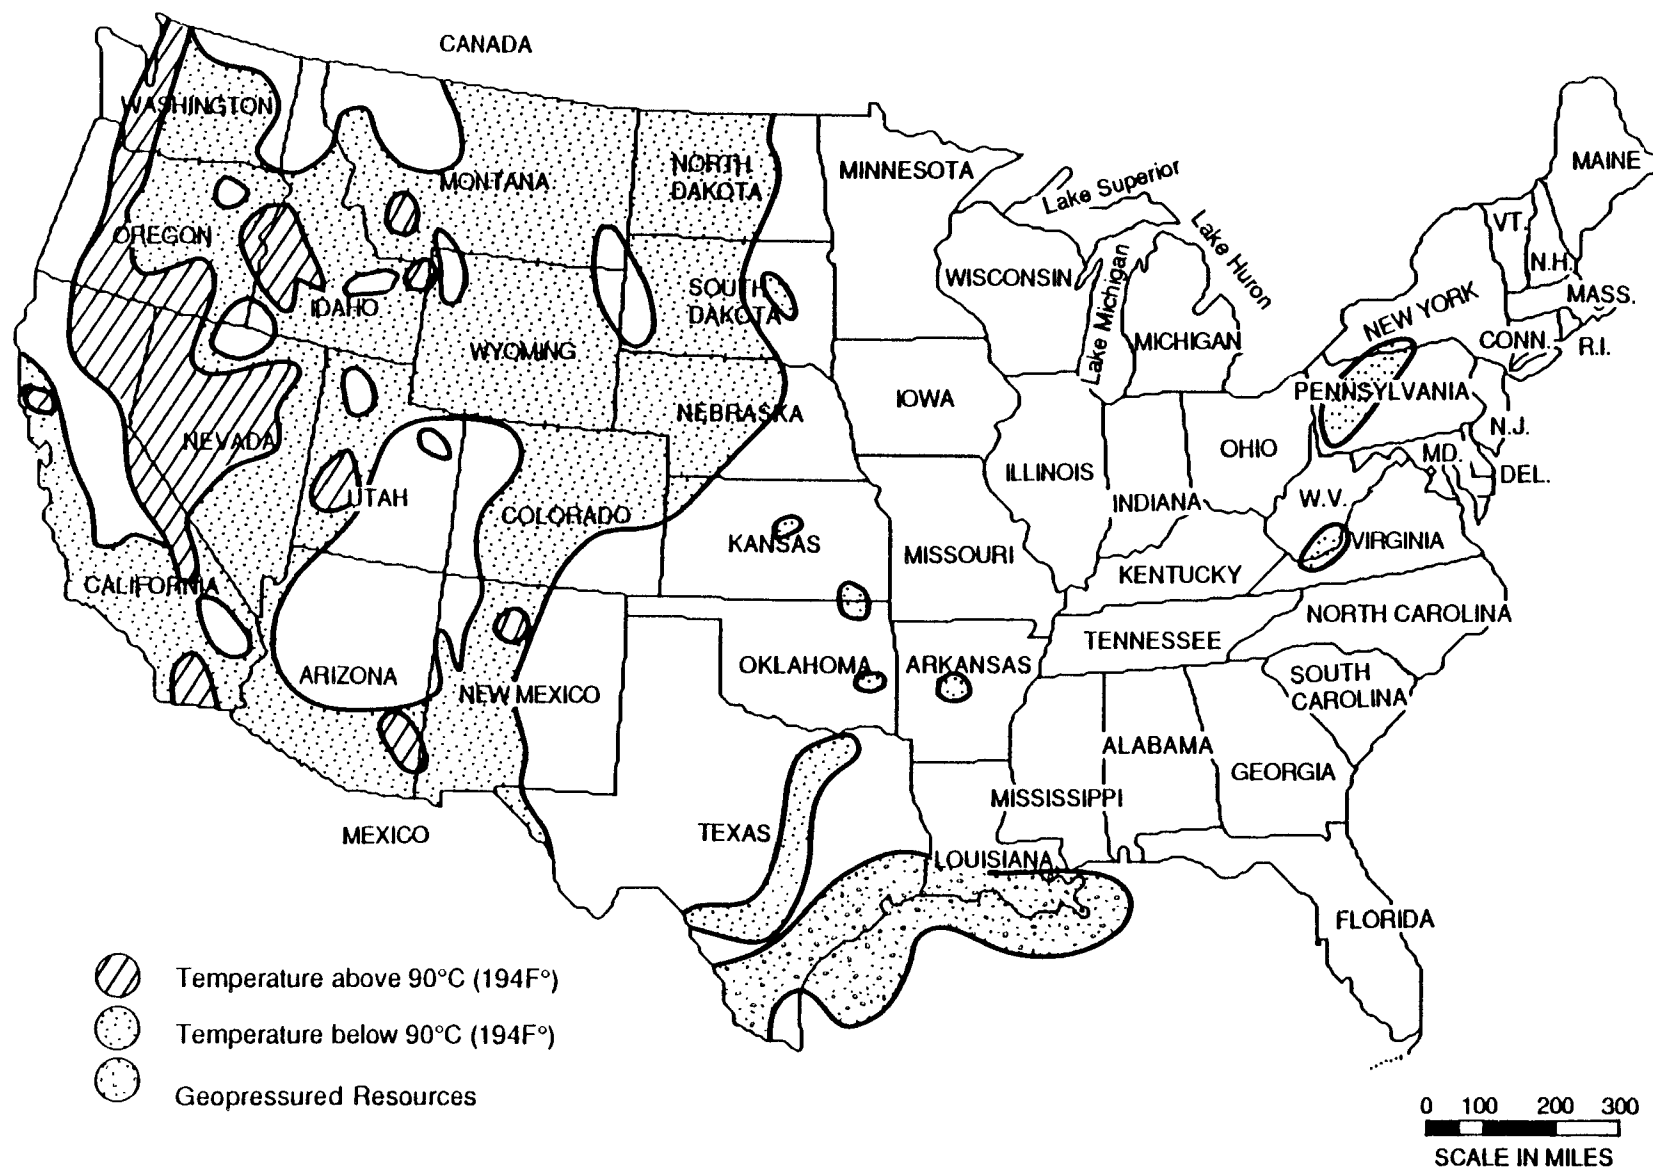 CANADA
WASHINGTON
MONTANA
NORTH
DAKOTA
MINNESOTA
Lake Superior
MAINE
OREGON
IDAHO
WYOMING
SOUTH
DAKOTA
WISCONSIN
Lake Michigan
MICHIGAN
Lake Huron
VT.
N.H.
MASS.
NEW YORK
CONN.
R.I.
NEVADA
UTAH
COLORADO
NEBRASKA
IOWA
ILLINOIS
INDIANA
OHIO
PENNSYLVANIA
N.J.
MD.
DEL.
W.V.
VIRGINIA
CALIFORNIA
KANSAS
MISSOURI
KENTUCKY
NORTH CAROLINA
TENNESSEE
ARIZONA
NEW MEXICO
OKLAHOMA
ARKANSAS
SOUTH
CAROLINA
ALABAMA
GEORGIA
MISSISSIPPI
MEXICO
TEXAS
LOUISIANA
FLORIDA
Temperature above 90°C (194F°)
Temperature below 90°C (194F°)
Geopressured Resources
0 100 200 300
SCALE IN MILES